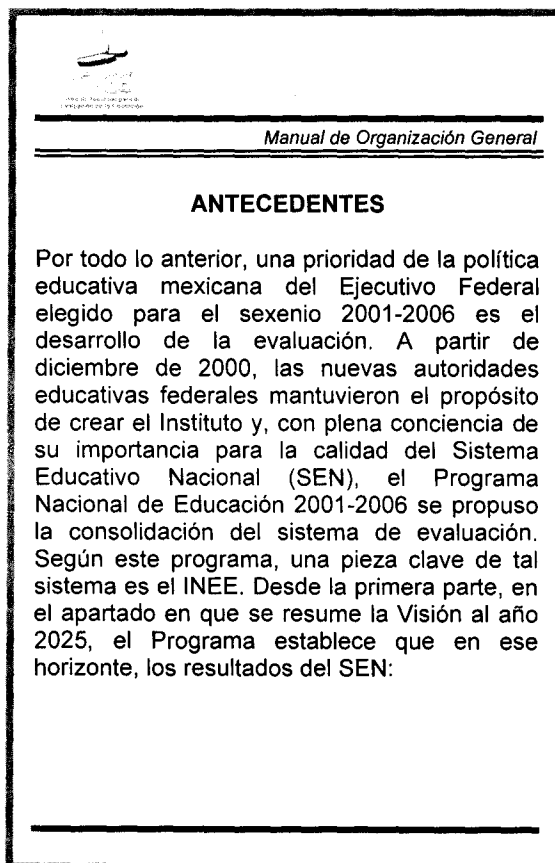 Manual de Organización General
ANTECEDENTES
Por todo lo anterior, una prioridad de la política
educativa mexicana del Ejecutivo Federal
elegido para el sexenio 2001-2006 es el
desarrollo de la evaluación. A partir de
diciembre de 2000, las nuevas autoridades
educativas federales mantuvieron el propósito
de crear el Instituto y, con plena conciencia de
su importancia para la calidad del Sistema
Educativo Nacional (SEN), el Programa
Nacional de Educación 2001-2006 se propuso
la consolidación del sistema de evaluación.
Según este programa, una pieza clave de tal
sistema es el INEE. Desde la primera parte, en
el apartado en que se resume la Visión al año
2025, el Programa establece que en ese
horizonte, los resultados del SEN: